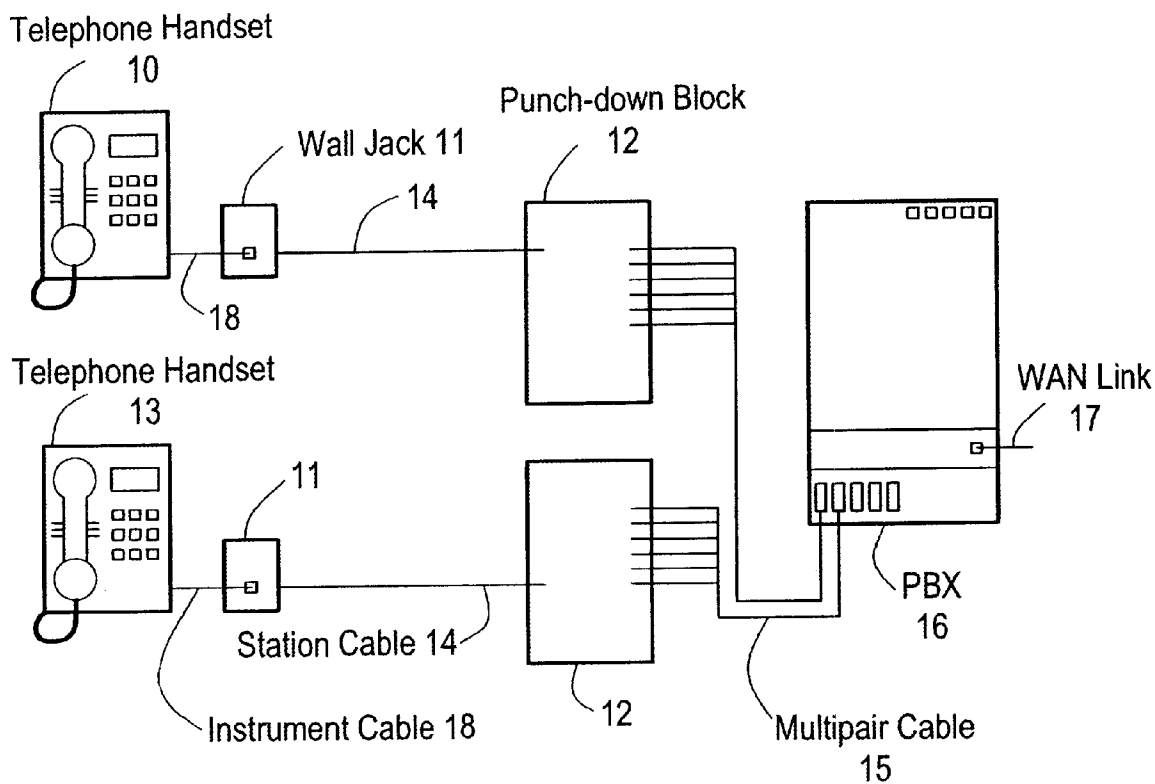 Telephone Handset
10
Punch-down Block
12
Wall Jack 11
14
18
Telephone Handset
13
WAN Link
17
11
PBX
16
Station Cable 14
12
Instrument Cable 18
Multipair Cable
15